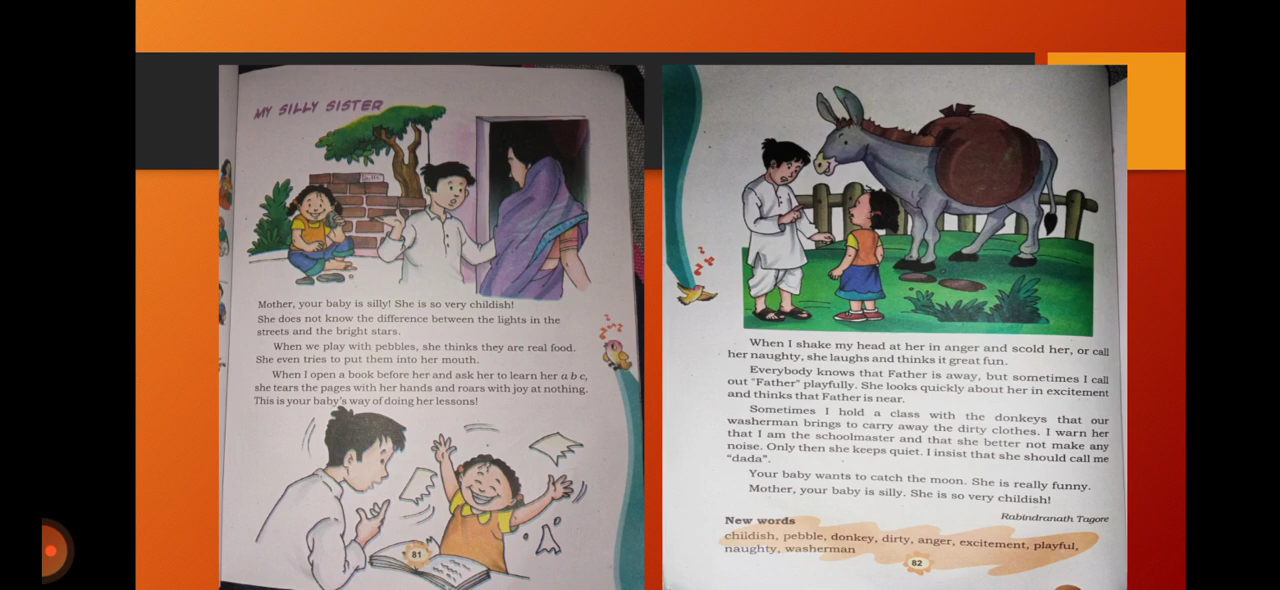 MY SILLY SISTER
Mother, your baby is silly! She is so very childish!
She does not know the difference between the lights in the
streets and the bright stars.
When we play with pebbles, she thinks they are real food.
She even tries to put them into her mouth.
When I open a book before her and ask her to learn her a b c,
she tears the pages with her hands and roars with joy at nothing.
This is your baby's way of doing her lessons!
81
When I shake my head at her in anger and scold her, or call
her naughty, she laughs and thinks it great fun.
Everybody knows that Father is away, but sometimes I call
out "Father" playfully. She looks quickly about her in excitement
and thinks that Father is near.
Sometimes I hold a class with the donkeys that our
washerman brings to carry away the dirty clothes. I warn her
that I am the schoolmaster and that she better not make any
noise. Only then she keeps quiet. I insist that she should call me
“dada”.
Your baby wants to catch the moon. She is really funny.
Mother, your baby is silly. She is so very childish!
Rabindranath Tagore
New words
childish, pebble, donkey, dirty, anger, excitement, playful,
naughty, washerman
82